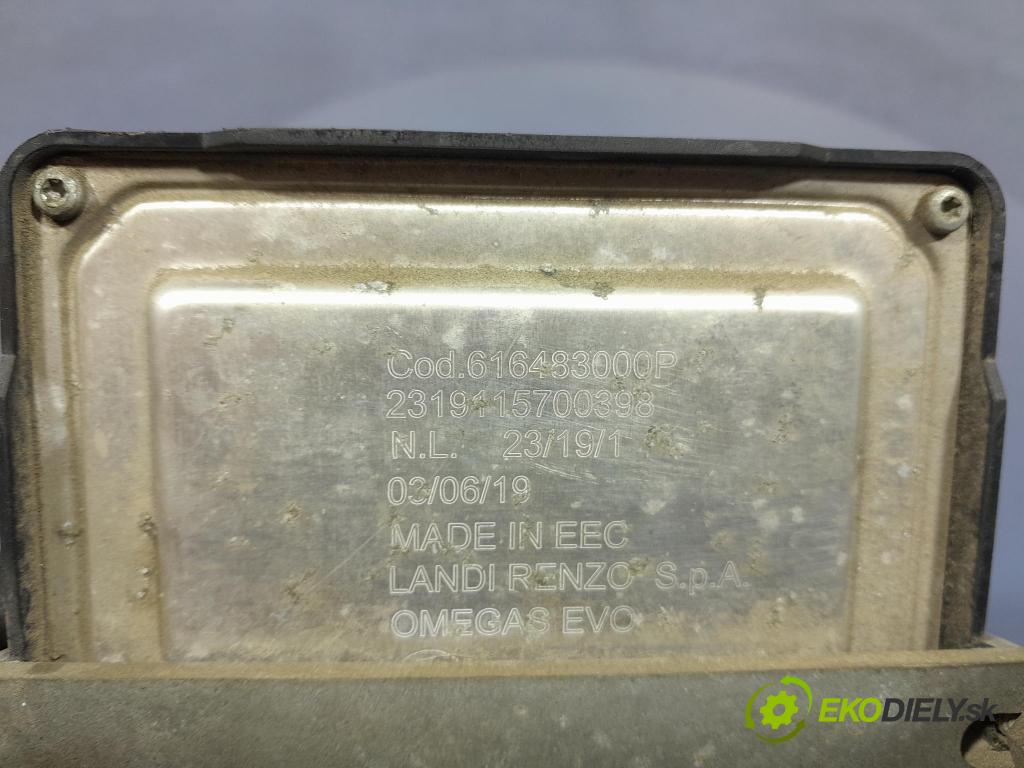 Cod.616483000P
2319115700398
N.L. 23/19/1
03/06/19
MADE IN EEC
LANDI RENZO S.p.A.
OMEGAS EVO
EKODIELY.sk